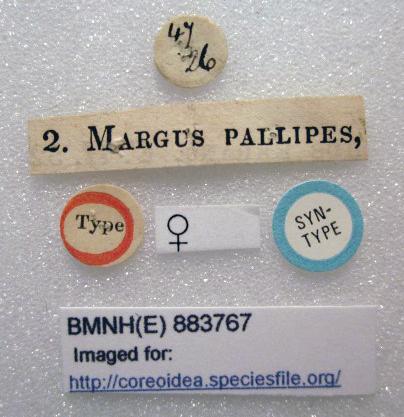 47
26
2. MARGUS PALLIPES,
Type
♀
SYN-
TYPE
BMNH(E) 883767
Imaged for:
http://coreoidea.speciesfile.org/